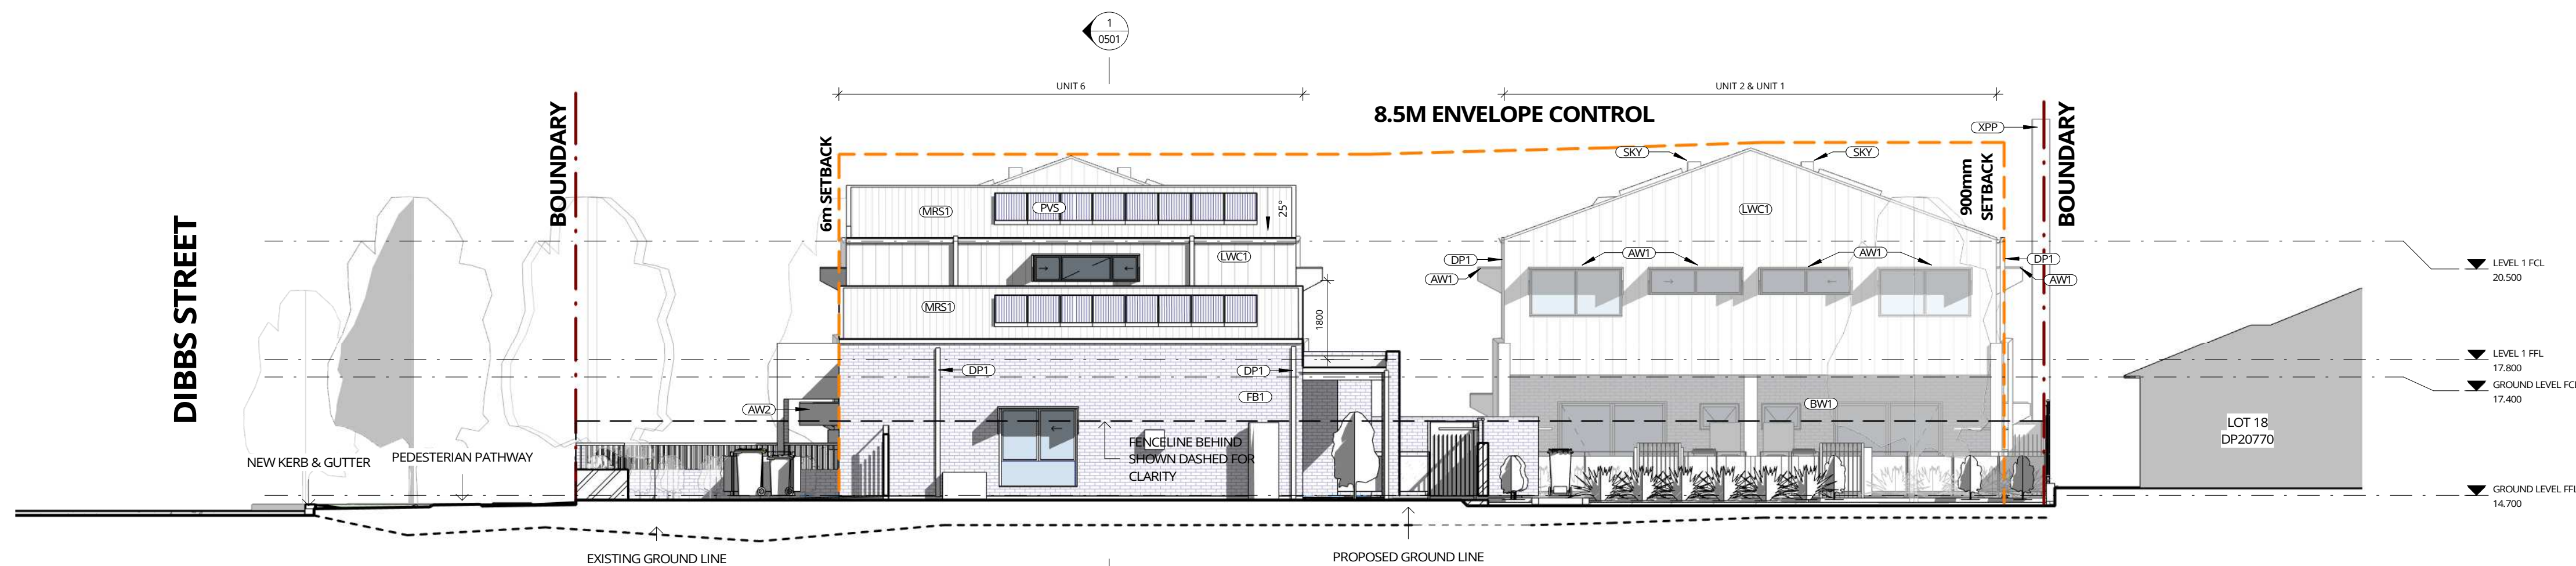 1
0501
UNIT 6
UNIT 2 & UNIT 1
8.5M ENVELOPE CONTROL
DIBBS STREET
BOUNDARY
6m SETBACK
900mm
SETBACK
BOUNDARY
XPP
SKY
SKY
MRS1
PVS
25°
LWC1
LWC1
MRS1
1800
DP1
AW1
AW1
AW1
DP1
AW1
DP1
DP1
AW2
FB1
BW1
FENCELINE BEHIND
SHOWN DASHED FOR
CLARITY
NEW KERB & GUTTER
PEDESTERIAN PATHWAY
EXISTING GROUND LINE
PROPOSED GROUND LINE
LOT 18
DP20770
LEVEL 1 FCL
20.500
LEVEL 1 FFL
17.800
GROUND LEVEL FCL
17.400
GROUND LEVEL FFL
14.700